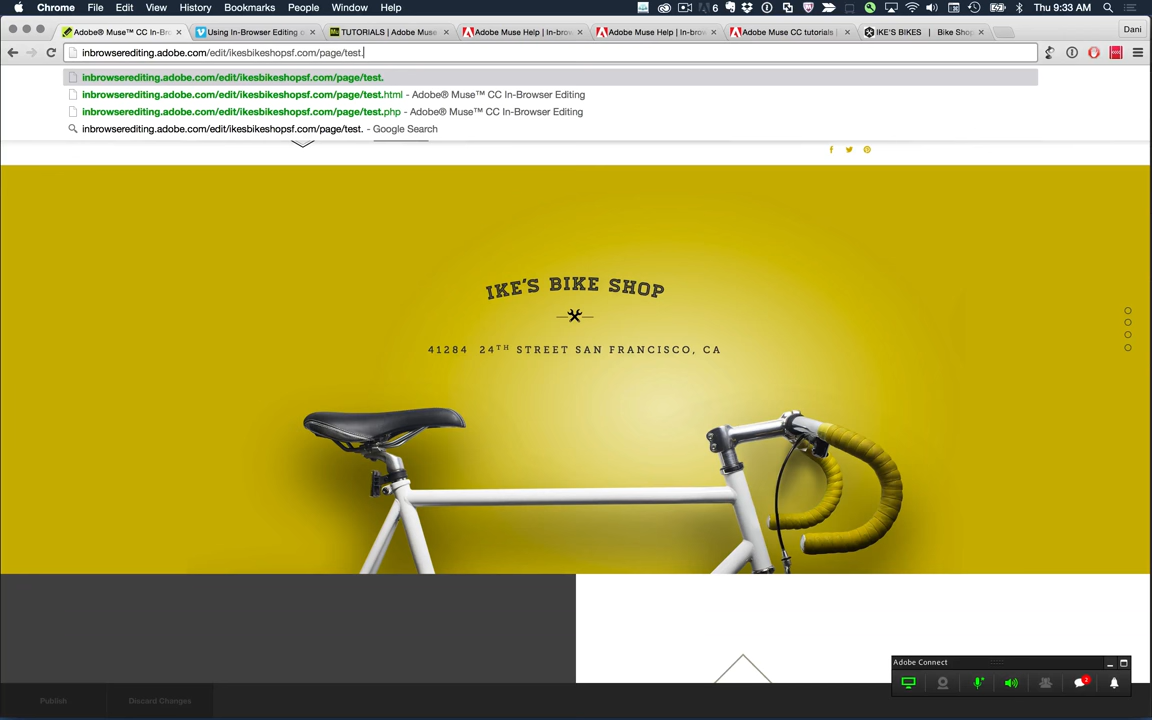 Chrome File Edit View History Bookmarks People Window Help 6 Thu 9:33 AM
Adobe® Muse™ CC In-Bro
Using In-Browser Editing o
TUTORIALS | Adobe Muse
Adobe Muse Help | In-brow
Adobe Muse Help | In-brow
Adobe Muse CC tutorials |
IKE'S BIKES | Bike Shop
Dani
inbrowserediting.adobe.com/edit/ikesbikeshopsf.com/page/test.
inbrowserediting.adobe.com/edit/ikesbikeshopsf.com/page/test.
inbrowserediting.adobe.com/edit/ikesbikeshopsf.com/page/test.html - Adobe® Muse™ CC In-Browser Editing
inbrowserediting.adobe.com/edit/ikesbikeshopsf.com/page/test.php - Adobe® Muse™ CC In-Browser Editing
inbrowserediting.adobe.com/edit/ikesbikeshopsf.com/page/test. - Google Search
IKE'S BIKE SHOP
41284 24TH STREET SAN FRANCISCO, CA
Adobe Connect
2
Publish Discard Changes